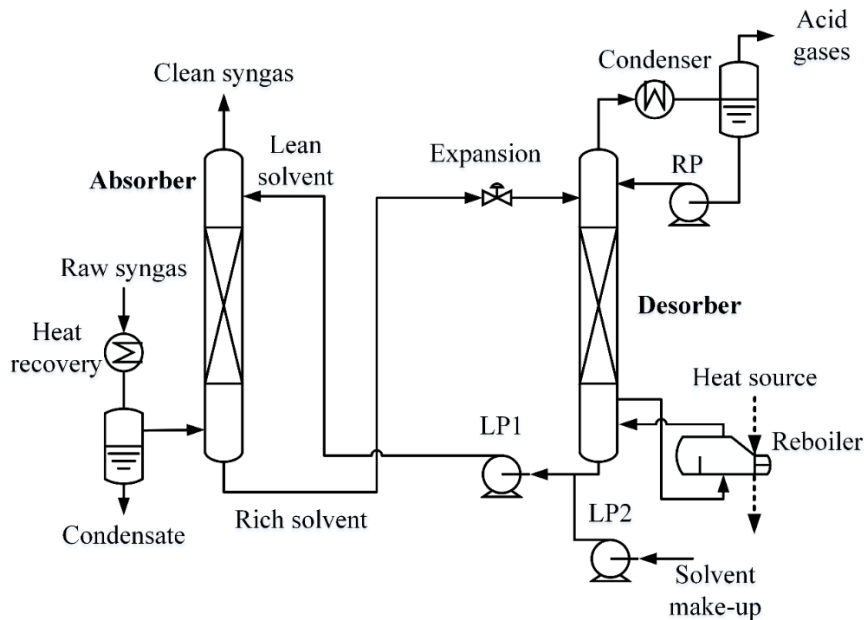 Acid
gases
Condenser
Clean syngas
Lean
solvent
Absorber
Expansion
RP
Raw syngas
Desorber
Heat
recovery
Heat source
LP1
Reboiler
Rich solvent
Condensate
LP2
Solvent
make-up